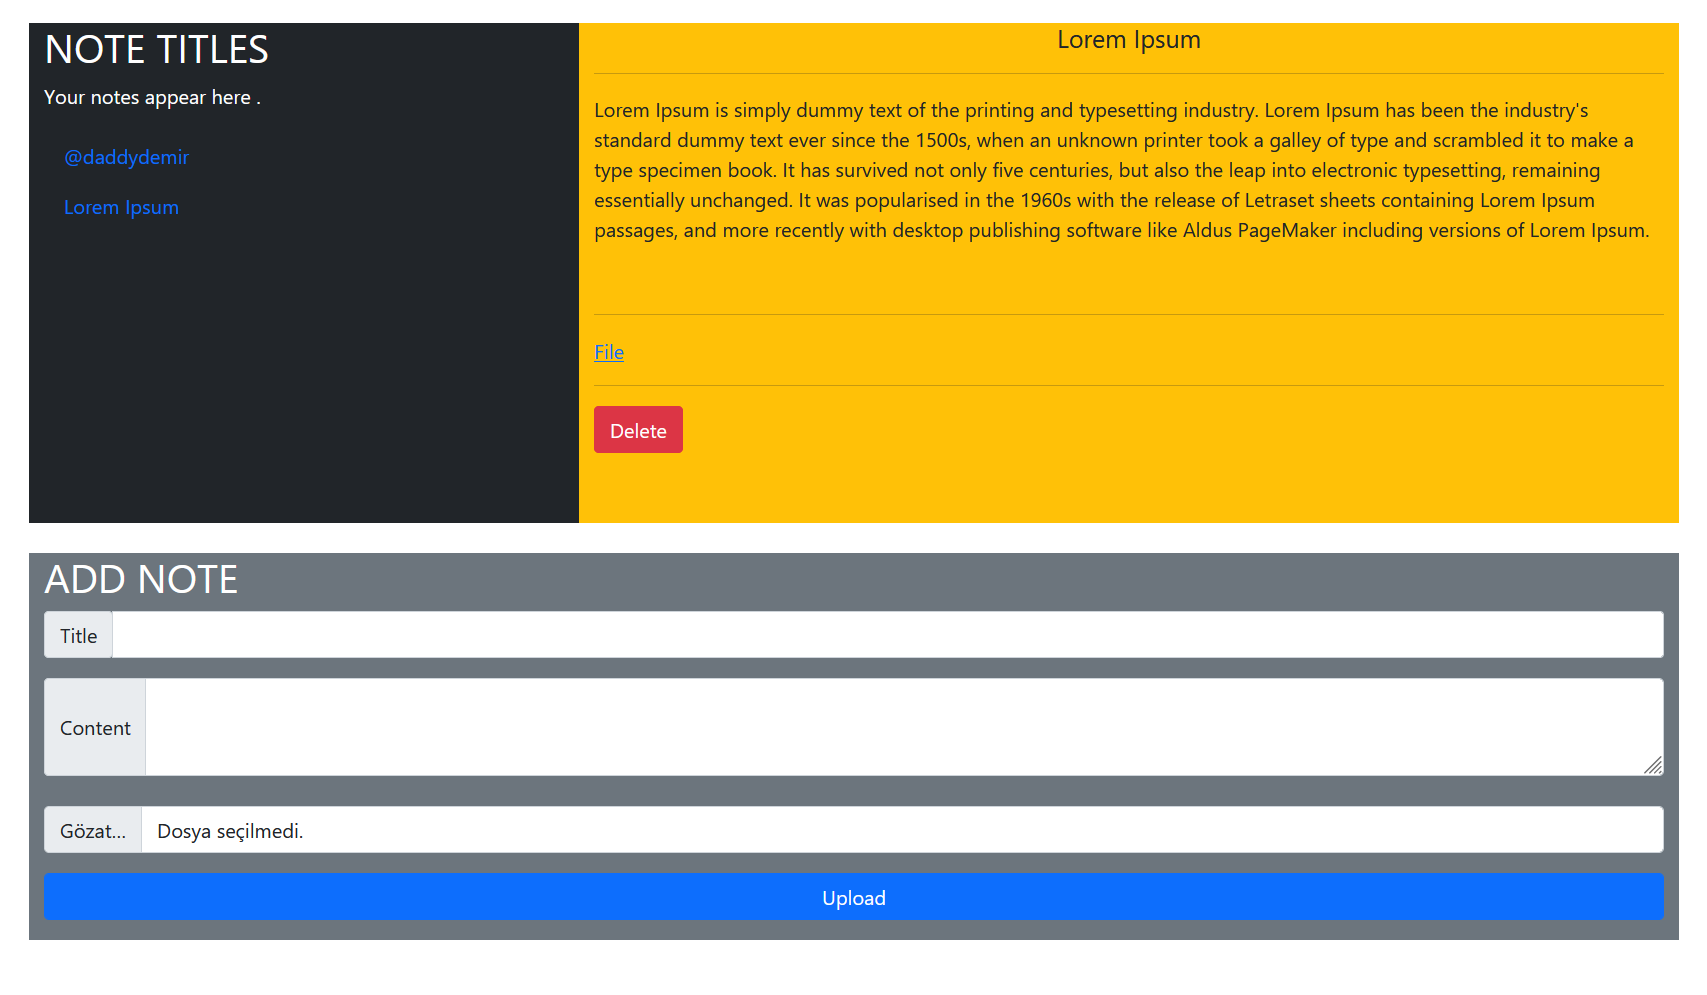 NOTE TITLES
Your notes appear here .
@daddydemir
Lorem Ipsum
Lorem Ipsum
Lorem Ipsum is simply dummy text of the printing and typesetting industry. Lorem Ipsum has been the industry's
standard dummy text ever since the 1500s, when an unknown printer took a galley of type and scrambled it to make a
type specimen book. It has survived not only five centuries, but also the leap into electronic typesetting, remaining
essentially unchanged. It was popularised in the 1960s with the release of Letraset sheets containing Lorem Ipsum
passages, and more recently with desktop publishing software like Aldus PageMaker including versions of Lorem Ipsum.
File
Delete
ADD NOTE
Title
Content
Gözat... Dosya seçilmedi.
Upload